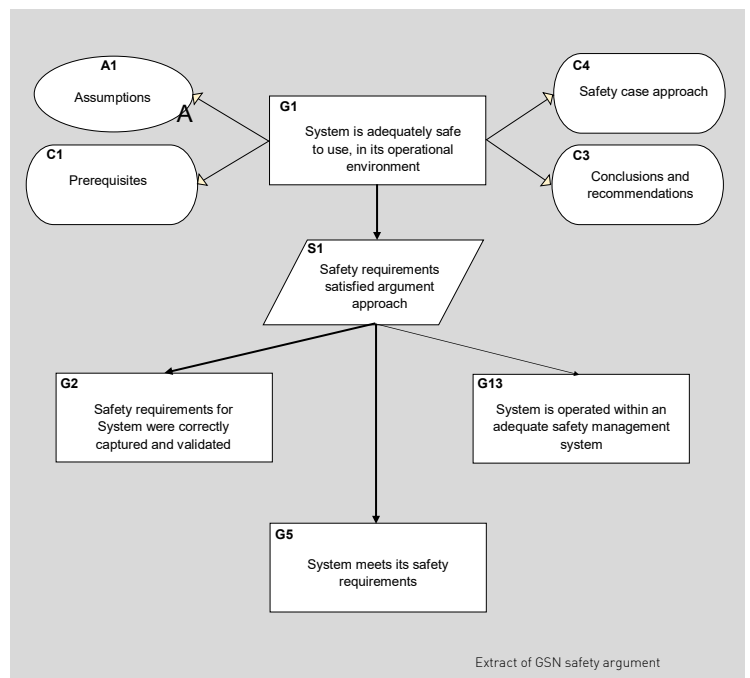 A1
Assumptions
A
C1
Prerequisites
G1
System is adequately safe
to use, in its operational
environment
C4
Safety case approach
C3
Conclusions and
recommendations
S1
Safety requirements
satisfied argument
approach
G2
Safety requirements for
System were correctly
captured and validated
G13
System is operated within an
adequate safety management
system
G5
System meets its safety
requirements
Extract of GSN safety argument